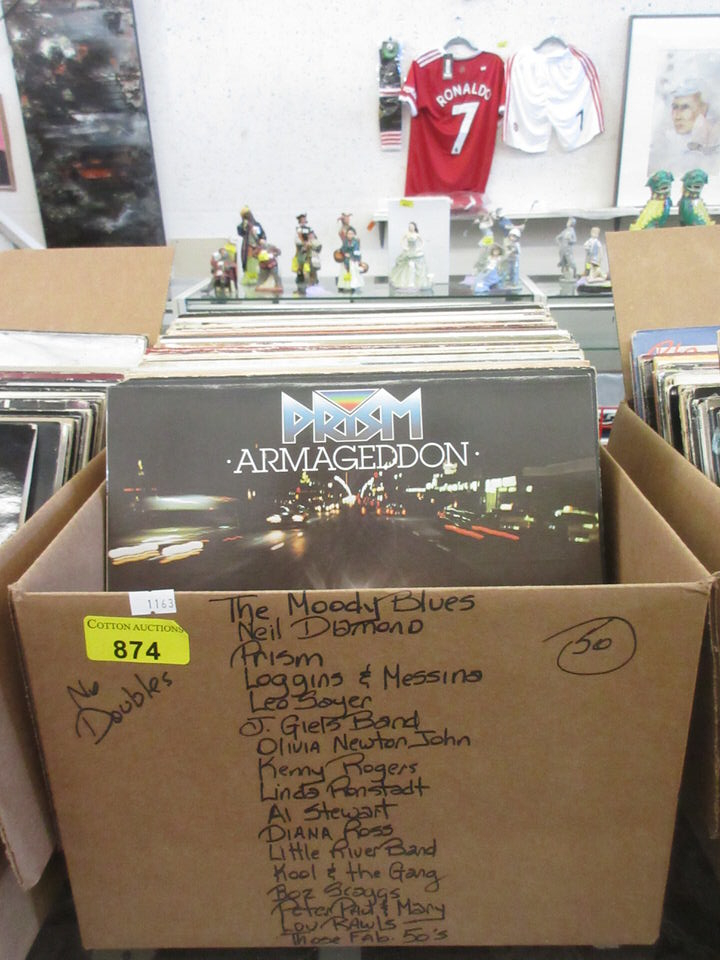 RONALDO
7
7
PRISM
·ARMAGEDDON·
1163
COTTON AUCTIONS
874
No
Doubles
50
The Moody Blues
Neil Diamond
Prism
Loggins & Messina
Leo Sayer
J. Giels Band
Olivia Newton John
Kenny Rogers
Linda Ronstadt
Al Stewart
DIANA Ross
Little River Band
Kool & the Gang
Boz Scaggs
Peter Paul & Mary
Lou RAWLS
Those Fab. 50's